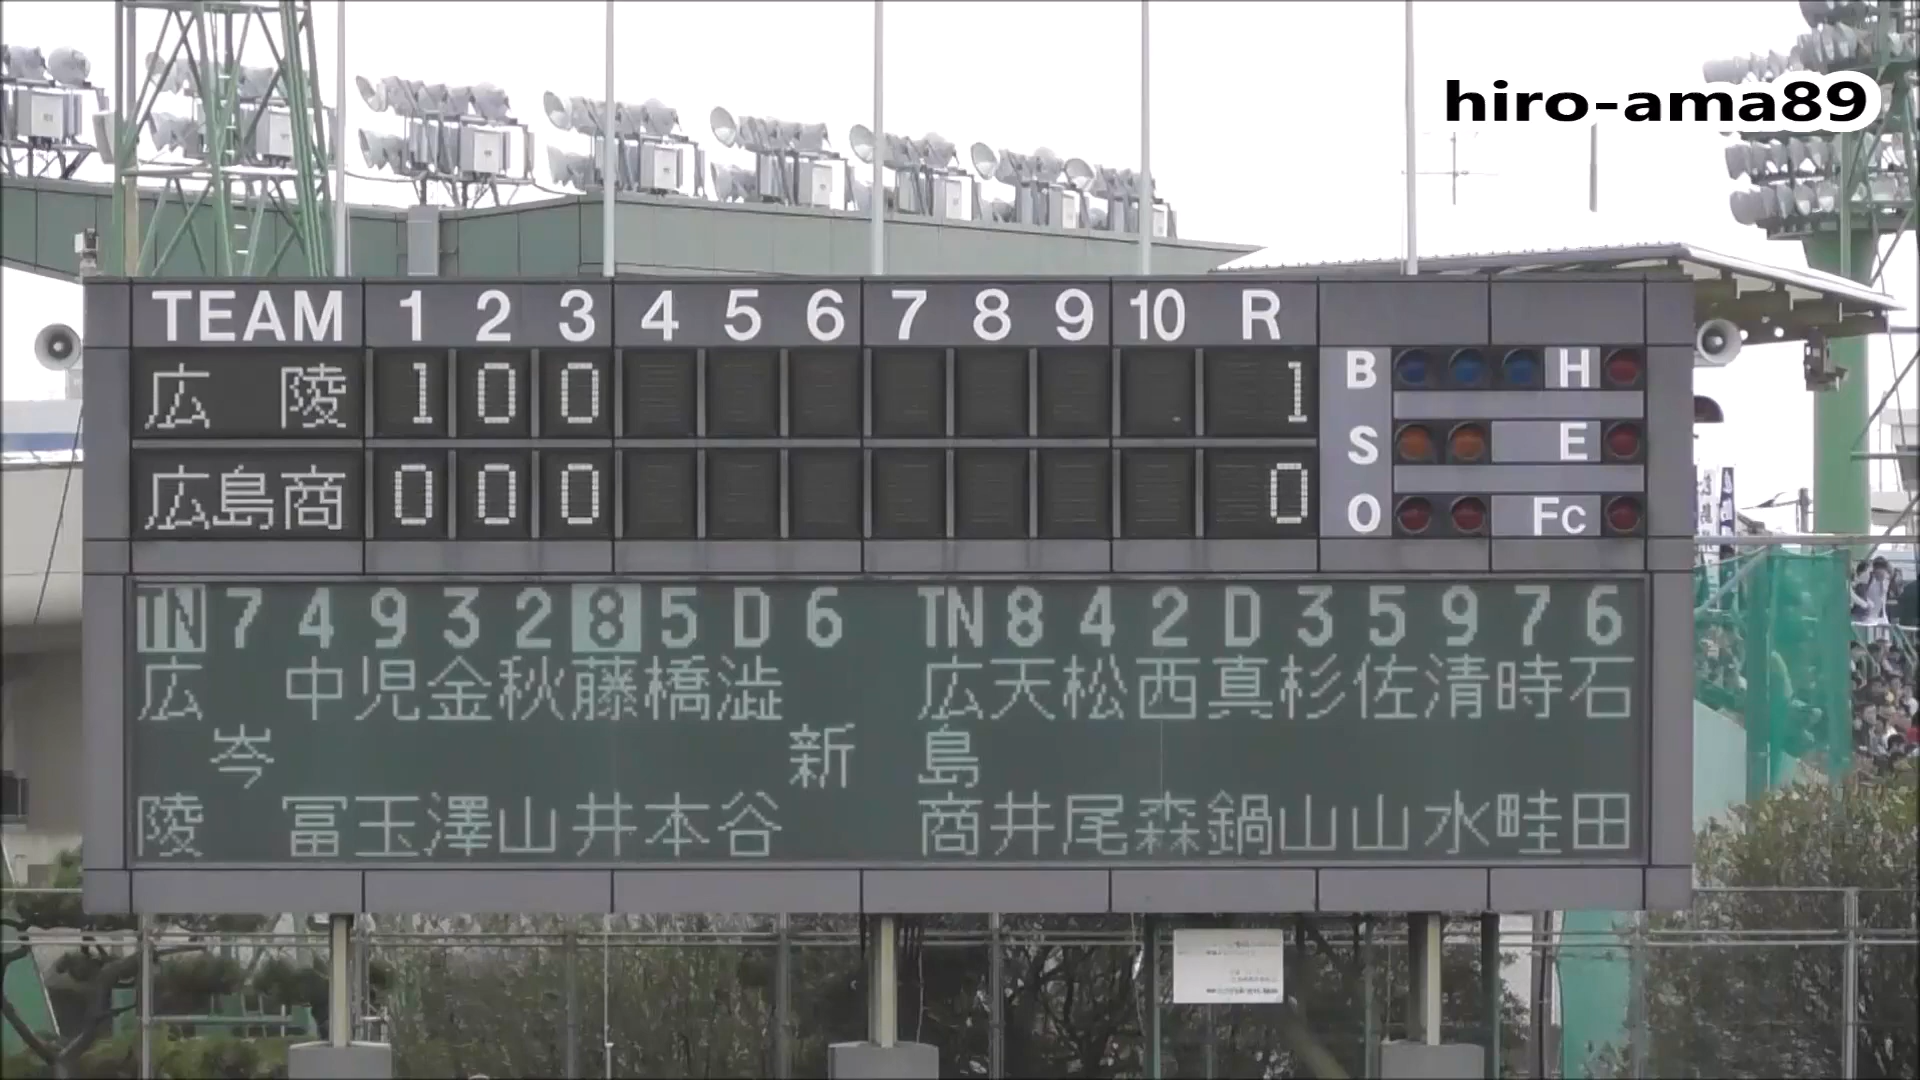 hiro-ama89
TEAM 1 2 3 4 5 6 7 8 9 10 R
広陵 1 0 0 1 B H
広島商 0 0 0 0 S E
O Fc
TN 7 4 9 3 2 8 5 D 6 TN 8 4 2 D 3 5 9 7 6
広 中児金秋藤橋澁 広天松西真杉佐清時石
岑 新 島
陵 冨玉澤山井本谷 商井尾森鍋山山水畦田